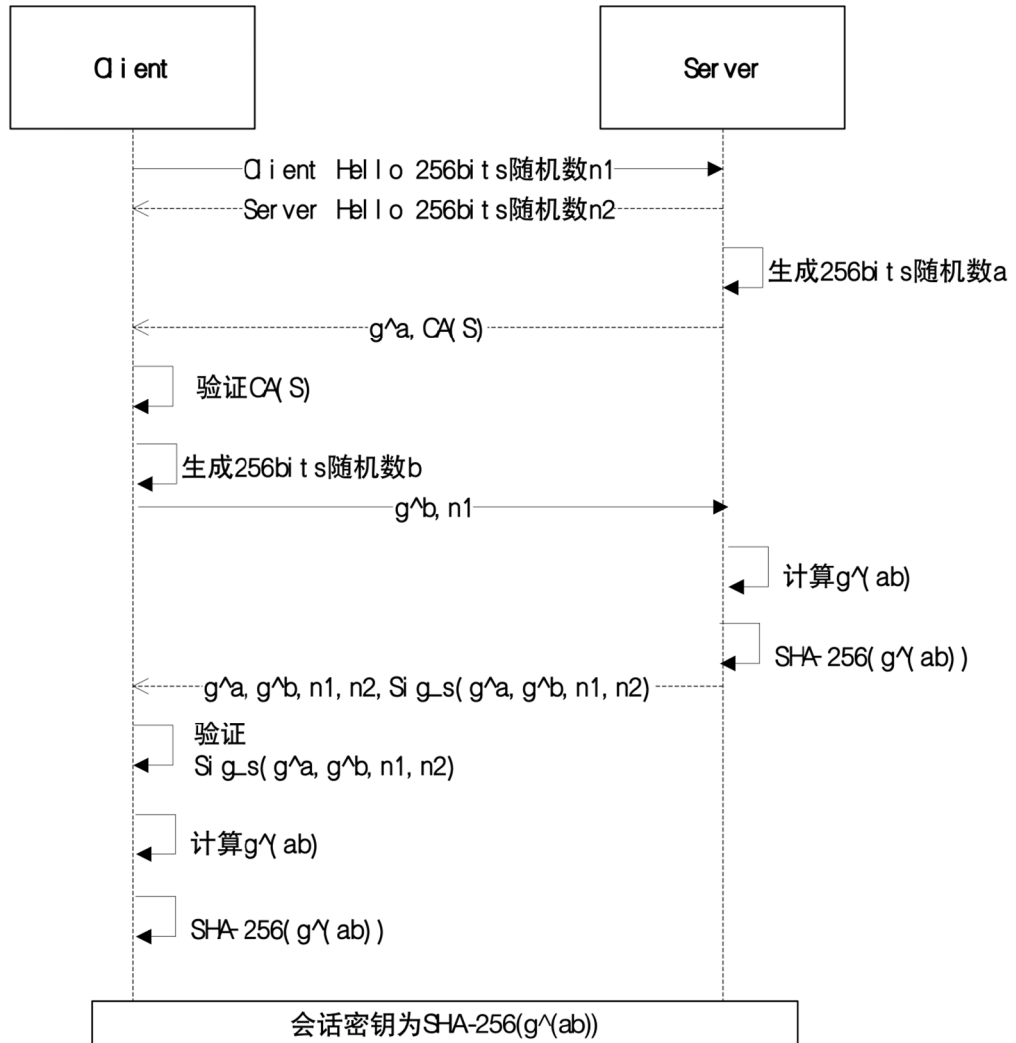 Client
Server
Client Hello 256bits随机数n1
Server Hello 256bits随机数n2
生成256bits随机数a
g^a, CA(S)
验证CA(S)
生成256bits随机数b
g^b, n1
计算g^(ab)
SHA-256(g^(ab))
g^a, g^b, n1, n2, Sig_s(g^a, g^b, n1, n2)
验证
Sig_s(g^a, g^b, n1, n2)
计算g^(ab)
SHA-256(g^(ab))
会话密钥为SHA-256(g^(ab))